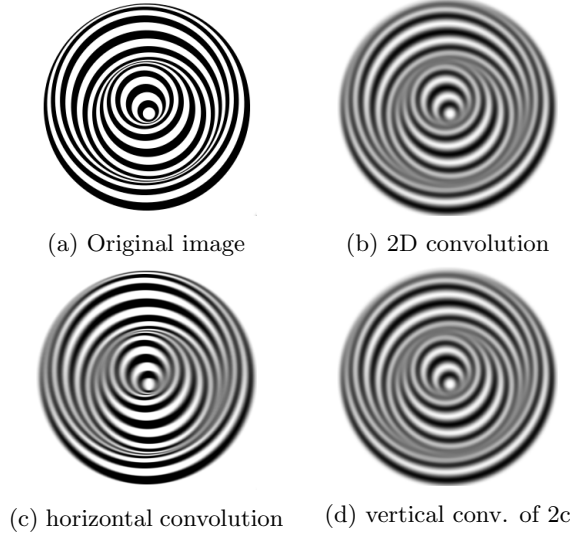 (a) Original image
(b) 2D convolution
(c) horizontal convolution
(d) vertical conv. of 2c